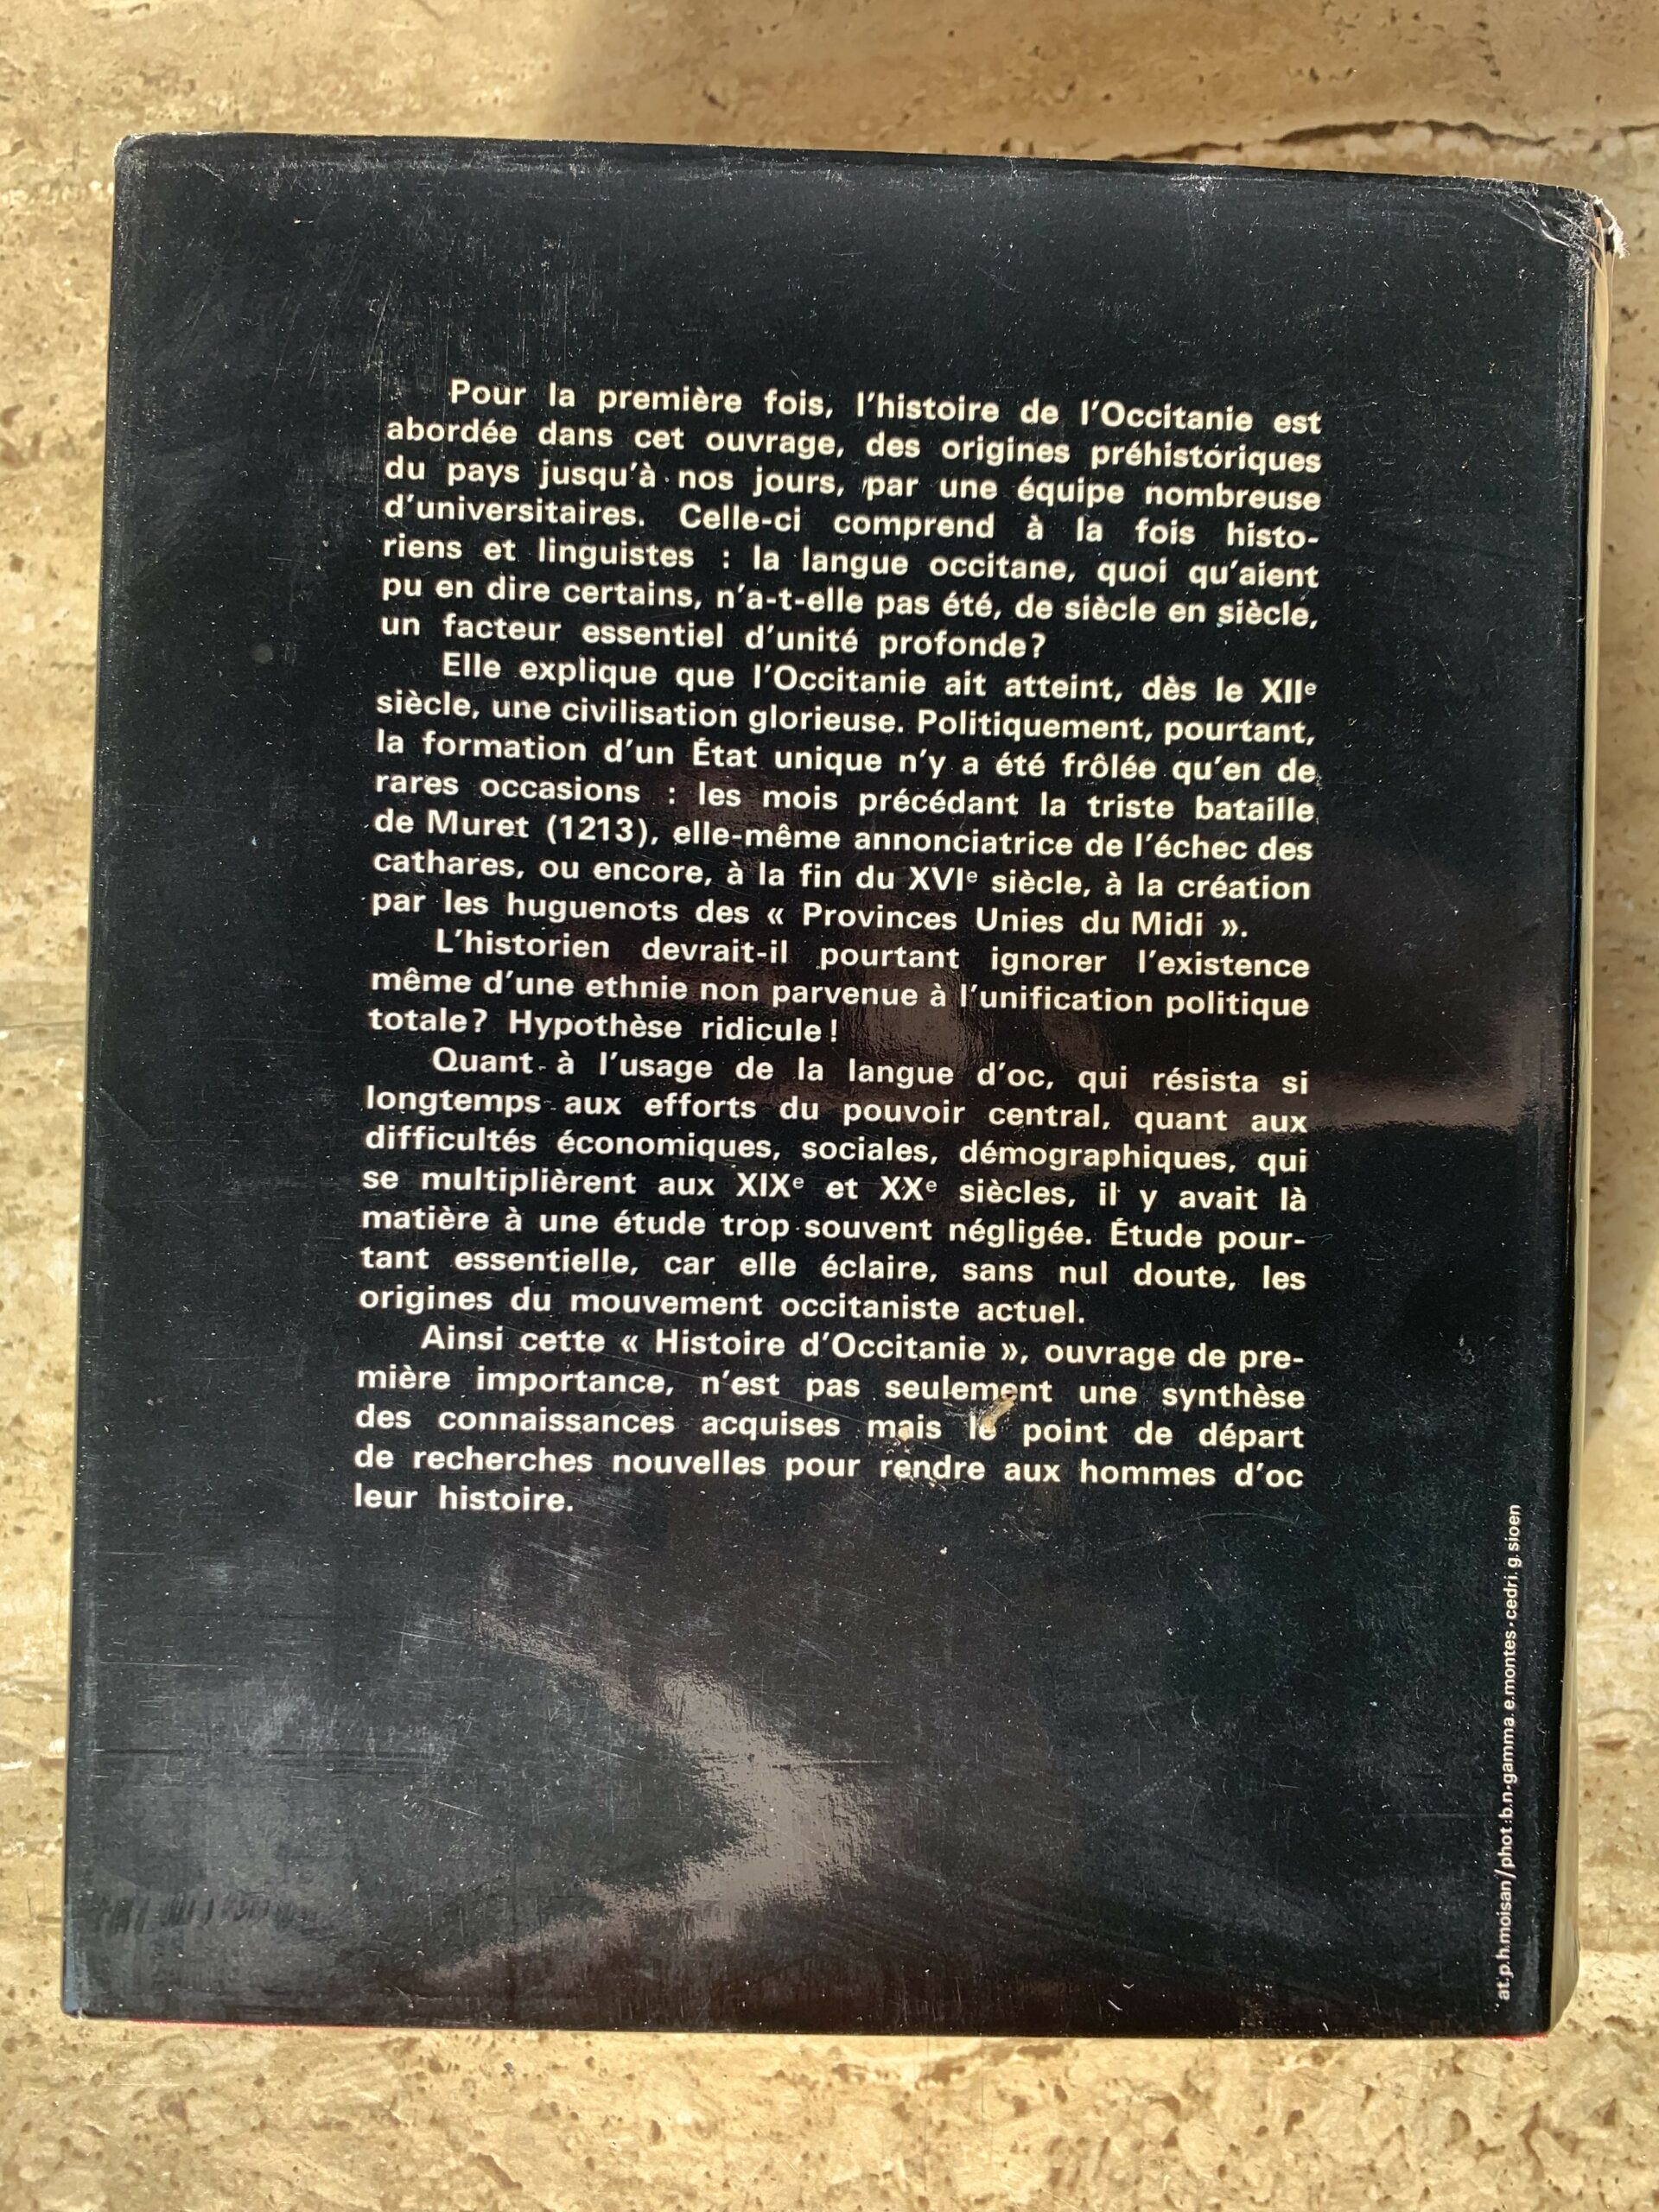 Pour la première fois, l'histoire de l'Occitanie est
abordée dans cet ouvrage, des origines préhistoriques
du pays jusqu'à nos jours, par une équipe nombreuse
d'universitaires. Celle-ci comprend à la fois histo-
riens et linguistes : la langue occitane, quoi qu'aient
pu en dire certains, n'a-t-elle pas été, de siècle en siècle,
un facteur essentiel d'unité profonde?
Elle explique que l'Occitanie ait atteint, dès le XIIᵉ
siècle, une civilisation glorieuse. Politiquement, pourtant,
la formation d'un État unique n'y a été frôlée qu'en de
rares occasions : les mois précédant la triste bataille
de Muret (1213), elle-même annonciatrice de l'échec des
cathares, ou encore, à la fin du XVIᵉ siècle, à la création
par les huguenots des « Provinces Unies du Midi ».
L'historien devrait-il pourtant ignorer l'existence
même d'une ethnie non parvenue à l'unification politique
totale? Hypothèse ridicule!
Quant à l'usage de la langue d'oc, qui résista si
longtemps aux efforts du pouvoir central, quant aux
difficultés économiques, sociales, démographiques, qui
se multiplièrent aux XIXᵉ et XXᵉ siècles, il y avait là
matière à une étude trop souvent négligée. Étude pour-
tant essentielle, car elle éclaire, sans nul doute, les
origines du mouvement occitaniste actuel.
Ainsi cette « Histoire d'Occitanie », ouvrage de pre-
mière importance, n'est pas seulement une synthèse
des connaissances acquises mais le point de départ
de recherches nouvelles pour rendre aux hommes d'oc
leur histoire.
at.p.h.moisan/phot:b.n-gamma.e.montes-cedri.g.sioen